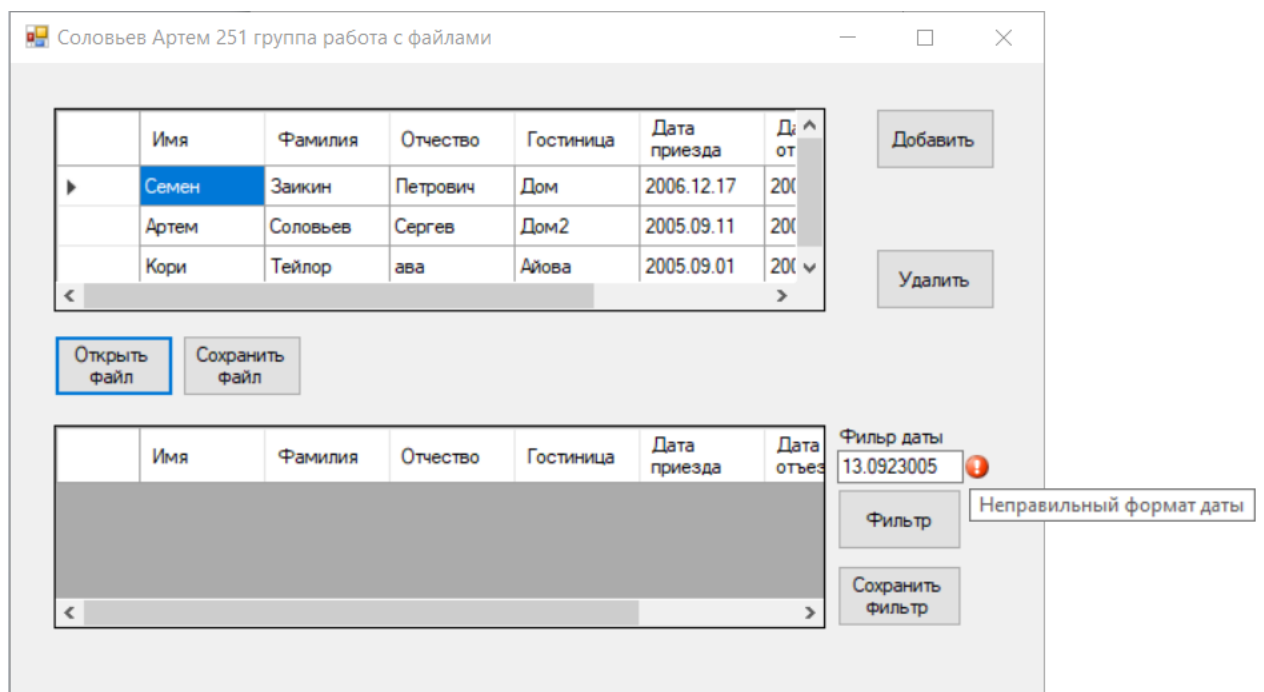 Соловьев Артем 251 группа работа с файлами
Имя Фамилия Отчество Гостиница Дата приезда
Добавить
Семен Заикин Петрович Дом 2006.12.17
Артем Соловьев Сергев Дом2 2005.09.11
Кори Тейлор ава Айова 2005.09.01
Удалить
Открыть
файл
Сохранить
файл
Имя Фамилия Отчество Гостиница Дата приезда Дата
Фильр даты
13.0923005
Неправильный формат даты
Фильтр
Сохранить
фильтр